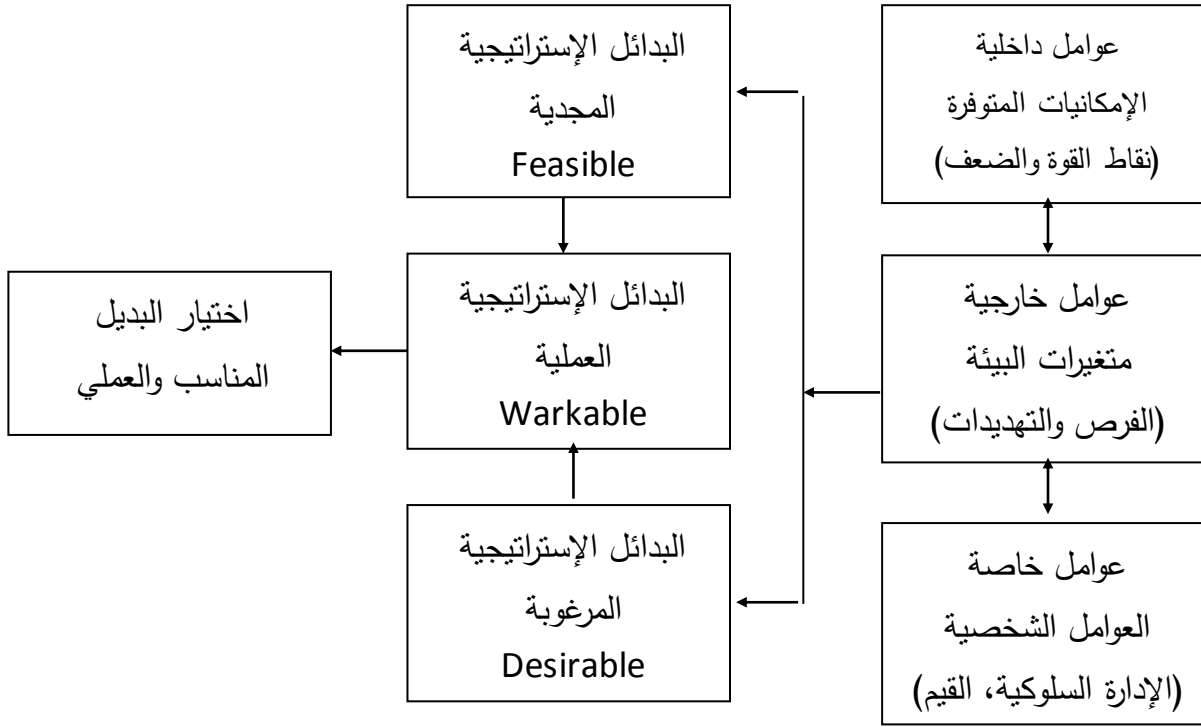 عوامل داخلية
الإمكانيات المتوفرة
(نقاط القوة والضعف)
عوامل خارجية
متغيرات البيئة
(الفرص والتهديدات)
عوامل خاصة
العوامل الشخصية
(الإدارة السلوكية، القيم)
البدائل الإستراتيجية
المجدية
Feasible
البدائل الإستراتيجية
العملية
Warkable
البدائل الإستراتيجية
المرغوبة
Desirable
اختيار البديل
المناسب والعملي